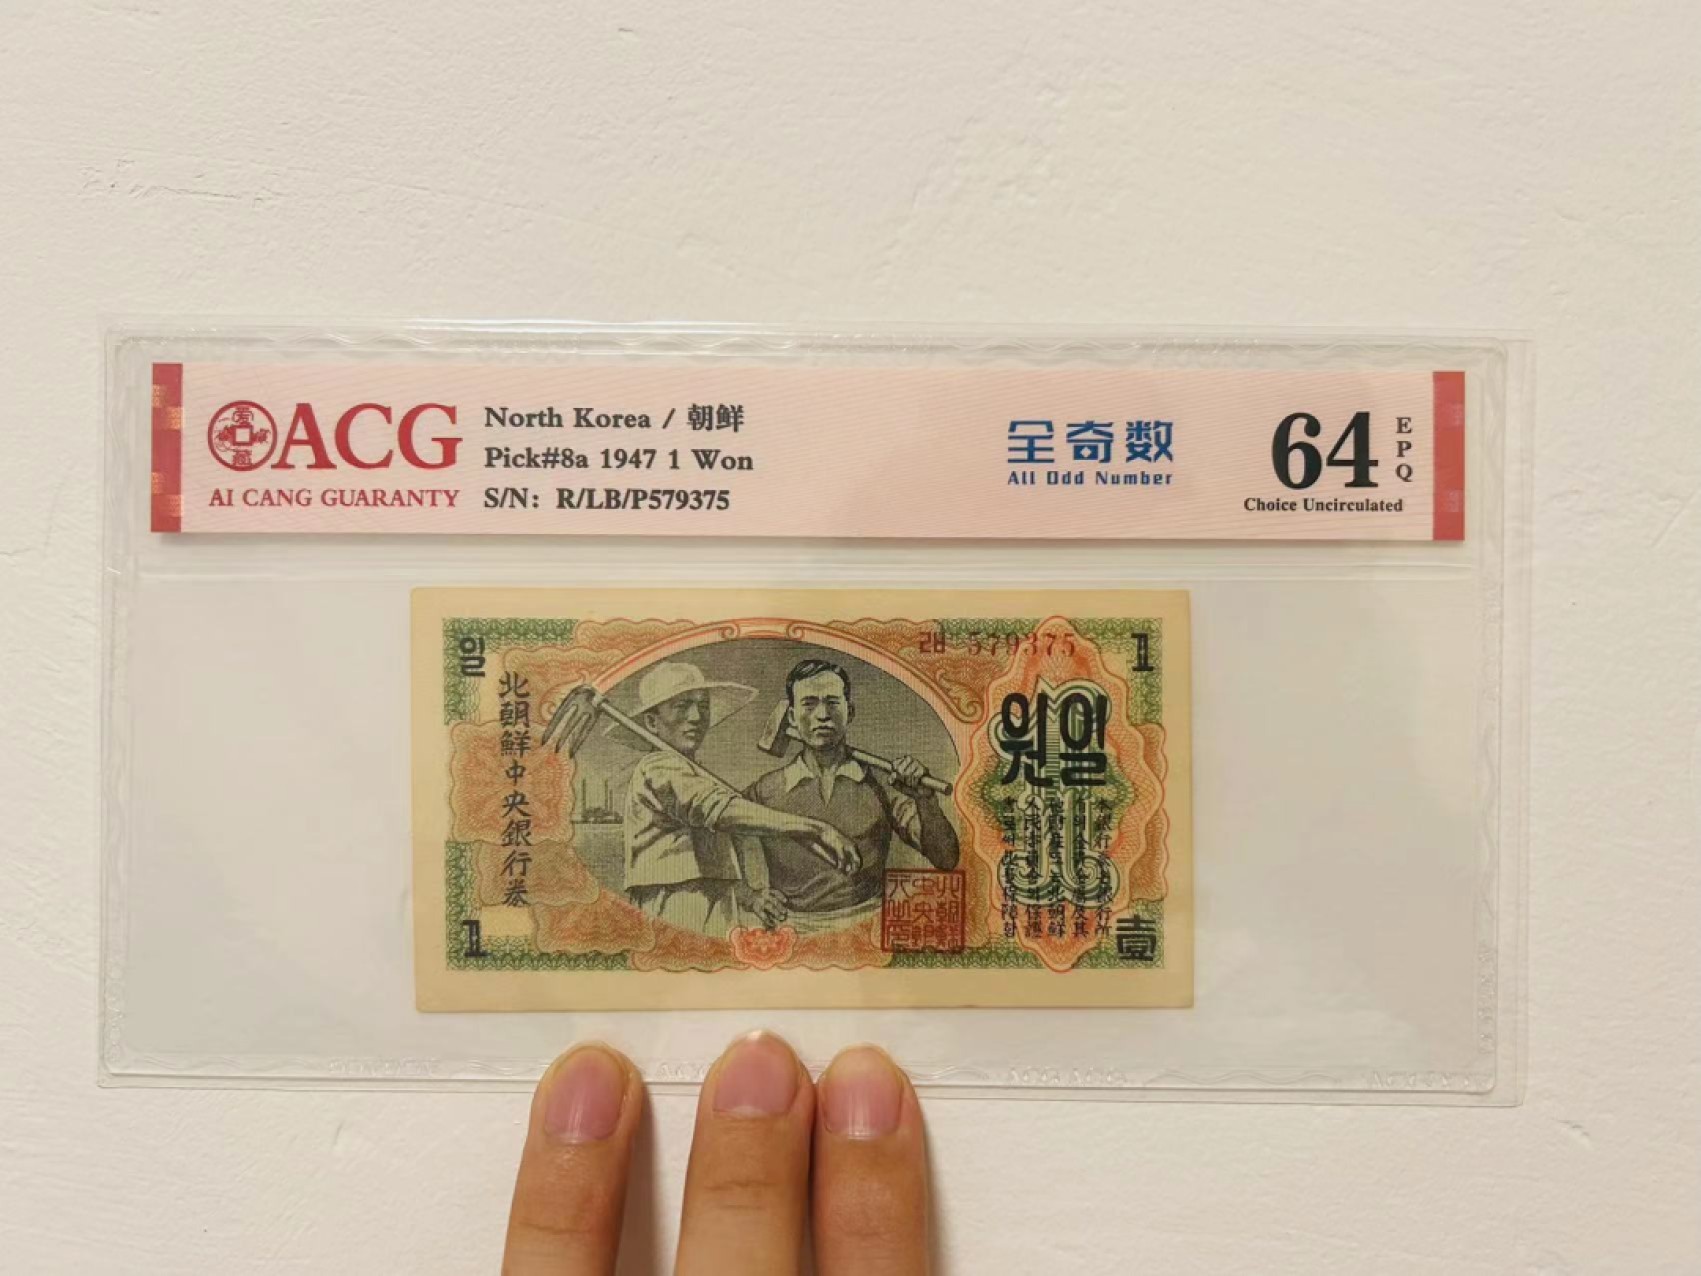 ACG
AI CANG GUARANTY
North Korea / 朝鲜
Pick#8a 1947 1 Won
S/N: R/LB/P579375
全奇数
All Odd Number
64
EPQ
Choice Uncirculated
일
北朝鮮中央銀行券
1
ㄹㅂ 579375
1
원일
壹